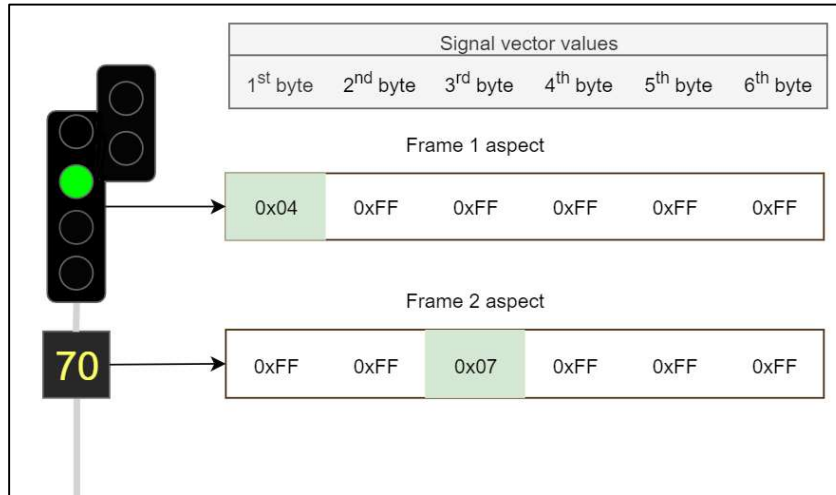 Signal vector values
1st byte 2nd byte 3rd byte 4th byte 5th byte 6th byte
Frame 1 aspect
0x04 0xFF 0xFF 0xFF 0xFF 0xFF
Frame 2 aspect
70 0xFF 0xFF 0x07 0xFF 0xFF 0xFF